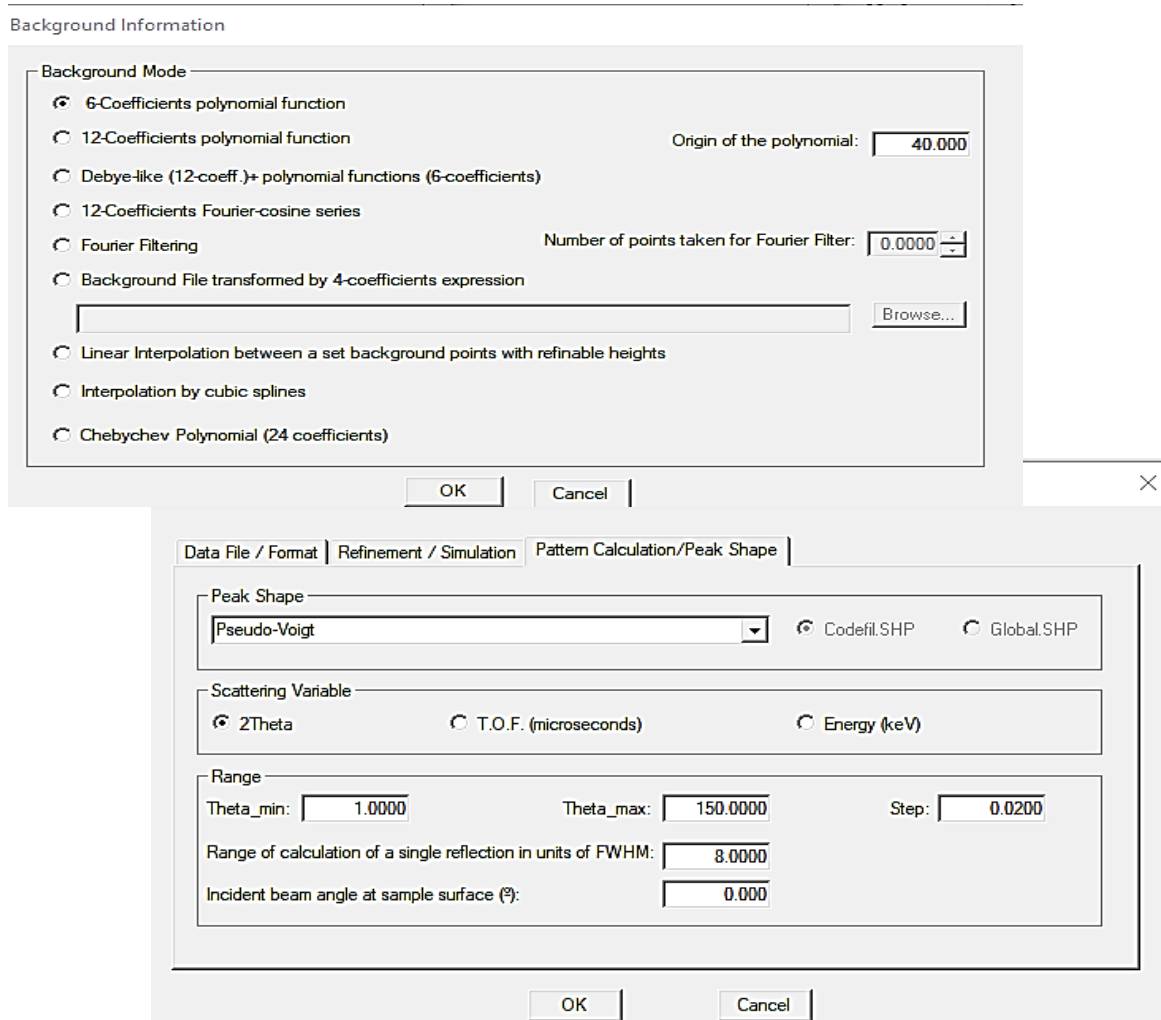 Background Information
Background Mode
6-Coefficients polynomial function
12-Coefficients polynomial function
Origin of the polynomial: 40.000
Debye-like (12-coeff.)+ polynomial functions (6-coefficients)
12-Coefficients Fourier-cosine series
Fourier Filtering
Number of points taken for Fourier Filter: 0.0000
Background File transformed by 4-coefficients expression
Browse...
Linear Interpolation between a set background points with refinable heights
Interpolation by cubic splines
Chebychev Polynomial (24 coefficients)
OK Cancel
Data File / Format Refinement / Simulation Pattern Calculation/Peak Shape
Peak Shape
Pseudo-Voigt Codefil.SHP Global.SHP
Scattering Variable
2Theta T.O.F. (microseconds) Energy (keV)
Range
Theta_min: 1.0000 Theta_max: 150.0000 Step: 0.0200
Range of calculation of a single reflection in units of FWHM: 8.0000
Incident beam angle at sample surface (º): 0.000
OK Cancel